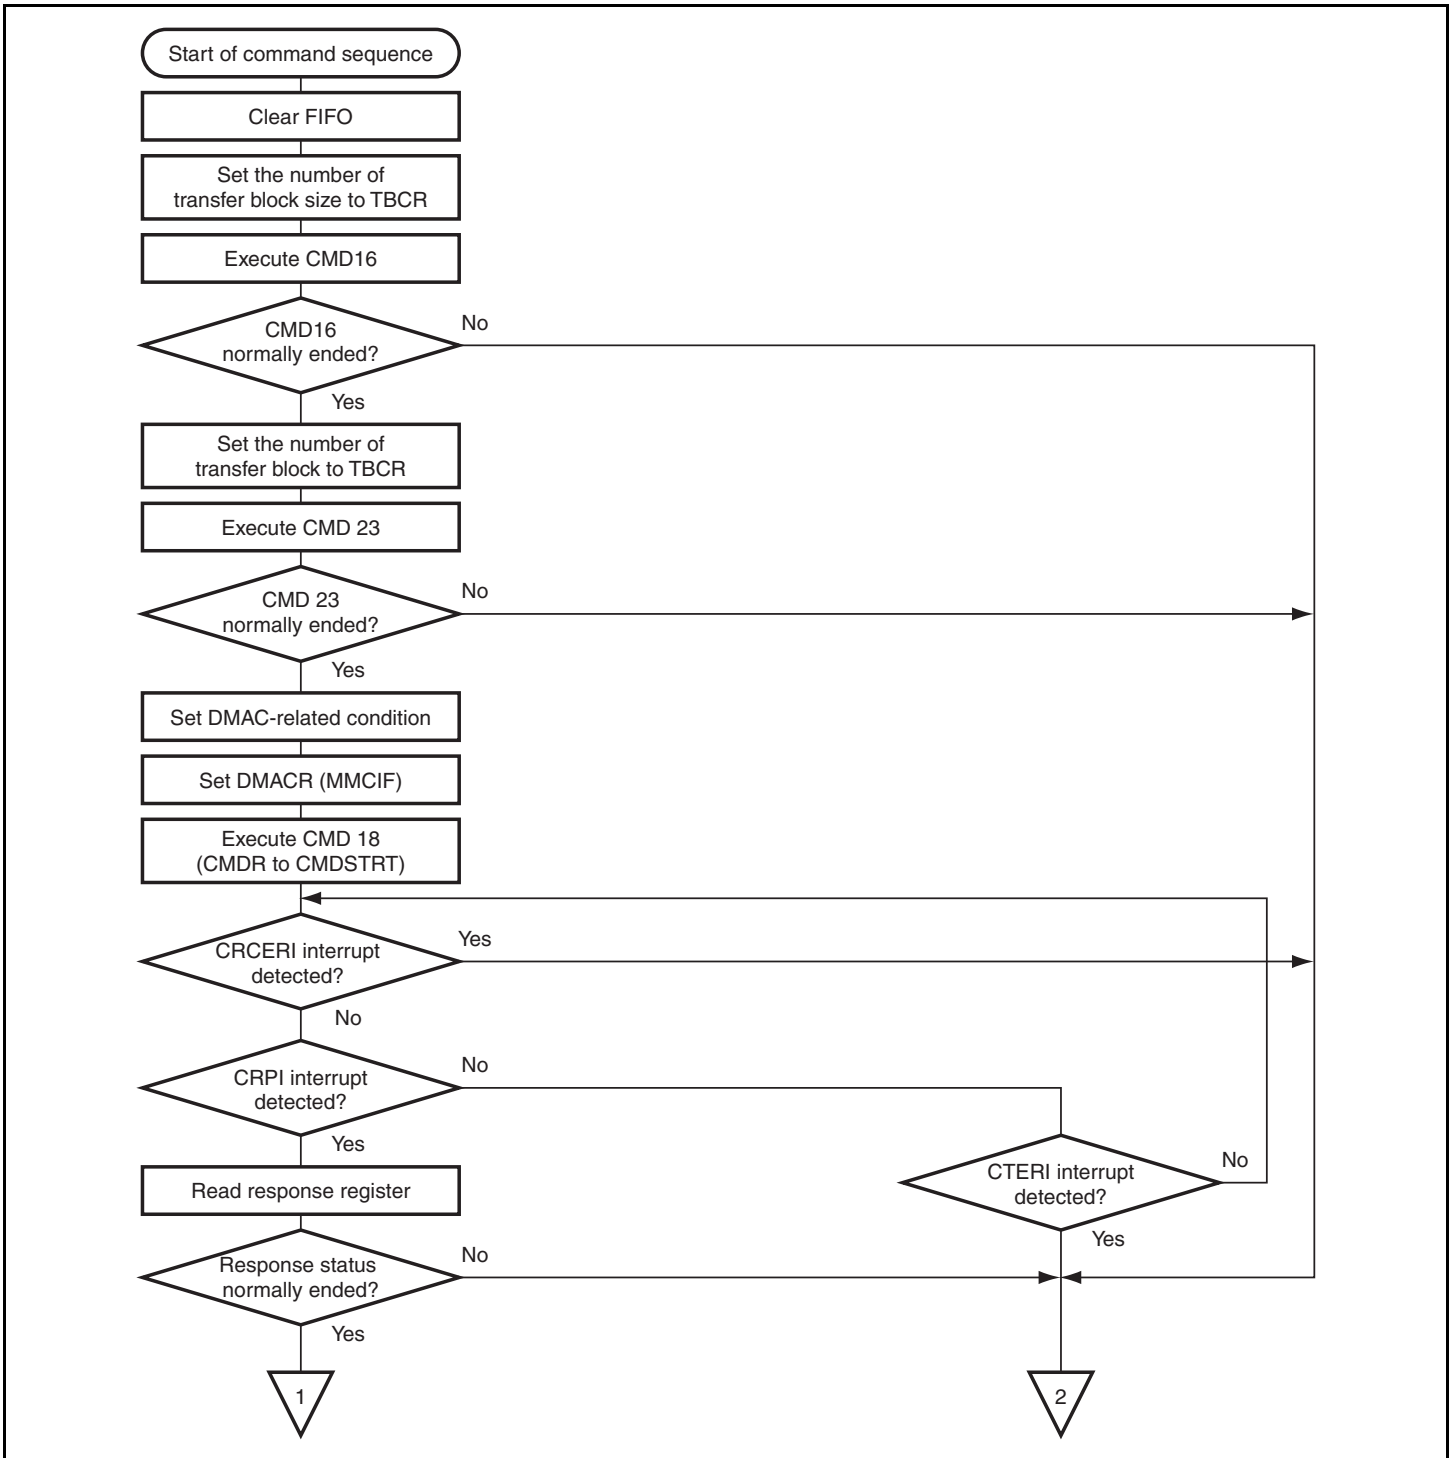 Start of command sequence
Clear FIFO
Set the number of
transfer block size to TBCR
Execute CMD16
CMD16
normally ended?
No
Yes
Set the number of
transfer block to TBCR
Execute CMD 23
CMD 23
normally ended?
No
Yes
Set DMAC-related condition
Set DMACR (MMCIF)
Execute CMD 18
(CMDR to CMDSTRT)
CRCERI interrupt
detected?
Yes
No
CRPI interrupt
detected?
No
Yes
CTERI interrupt
detected?
No
Yes
Read response register
Response status
normally ended?
No
Yes
1
2